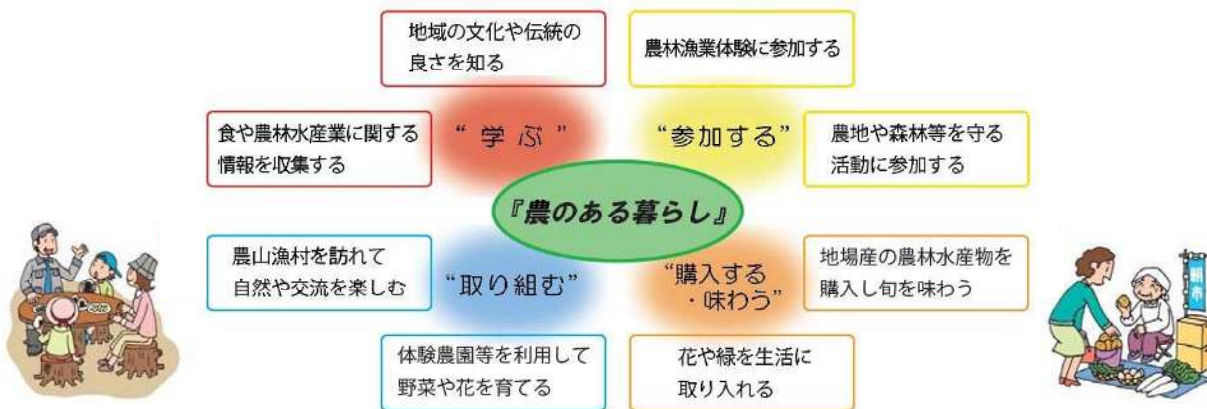 地域の文化や伝統の
良さを知る
農林漁業体験に参加する
食や農林水産業に関する
情報を収集する
“学ぶ”
“参加する”
農地や森林等を守る
活動に参加する
『農のある暮らし』
農山漁村を訪れて
自然や交流を楽しむ
“取り組む”
“購入する
・味わう”
地場産の農林水産物を
購入し旬を味わう
体験農園等を利用して
野菜や花を育てる
花や緑を生活に
取り入れる
朝市